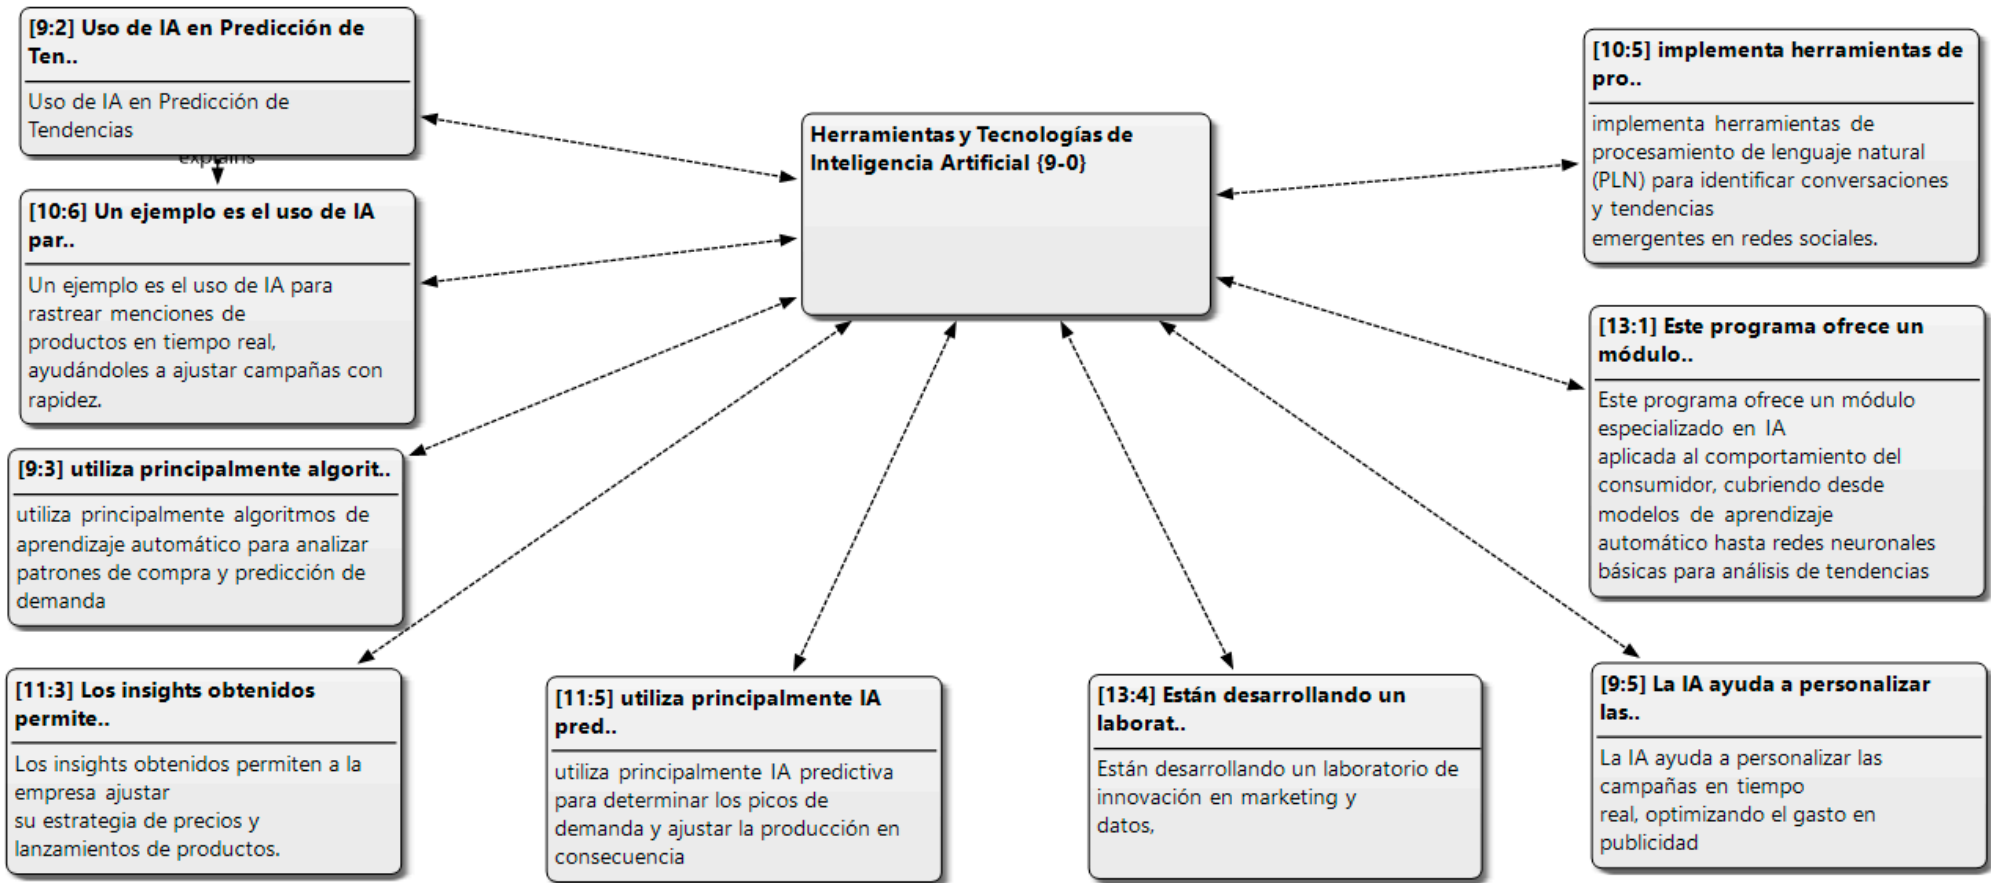 [9:2] Uso de IA en Predicción de
Ten..
Uso de IA en Predicción de
Tendencias
explains
[10:6] Un ejemplo es el uso de IA
par..
Un ejemplo es el uso de IA para
rastrear menciones de
productos en tiempo real,
ayudándoles a ajustar campañas con
rapidez.
[9:3] utiliza principalmente algorit..
utiliza principalmente algoritmos de
aprendizaje automático para analizar
patrones de compra y predicción de
demanda
[11:3] Los insights obtenidos
permite..
Los insights obtenidos permiten a la
empresa ajustar
su estrategia de precios y
lanzamientos de productos.
Herramientas y Tecnologías de
Inteligencia Artificial {9-0}
[11:5] utiliza principalmente IA
pred..
utiliza principalmente IA predictiva
para determinar los picos de
demanda y ajustar la producción en
consecuencia
[13:4] Están desarrollando un
laborat..
Están desarrollando un laboratorio de
innovación en marketing y
datos,
[10:5] implementa herramientas de
pro..
implementa herramientas de
procesamiento de lenguaje natural
(PLN) para identificar conversaciones
y tendencias
emergentes en redes sociales.
[13:1] Este programa ofrece un
módulo..
Este programa ofrece un módulo
especializado en IA
aplicada al comportamiento del
consumidor, cubriendo desde
modelos de aprendizaje
automático hasta redes neuronales
básicas para análisis de tendencias
[9:5] La IA ayuda a personalizar
las..
La IA ayuda a personalizar las
campañas en tiempo
real, optimizando el gasto en
publicidad